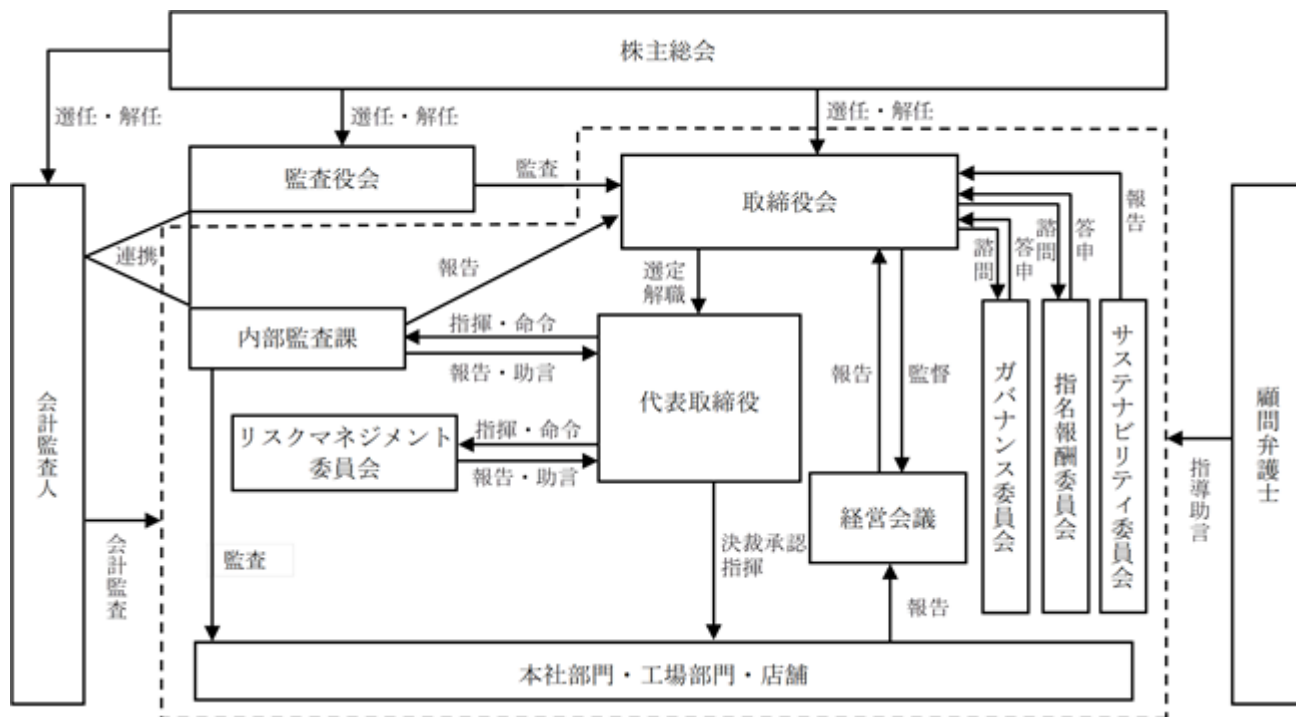 株主総会
選任・解任
選任・解任
選任・解任
監査役会
監査
取締役会
報告
連携
報告
選定
解職
諮問
答申
諮問
答申
内部監査課
指揮・命令
報告・助言
代表取締役
報告
監督
リスクマネジメント
委員会
指揮・命令
報告・助言
経営会議
ガバナンス委員会
指名報酬委員会
サステナビリティ委員会
会計監査人
顧問弁護士
指導助言
会計監査
監査
決裁承認
指揮
報告
本社部門・工場部門・店舗